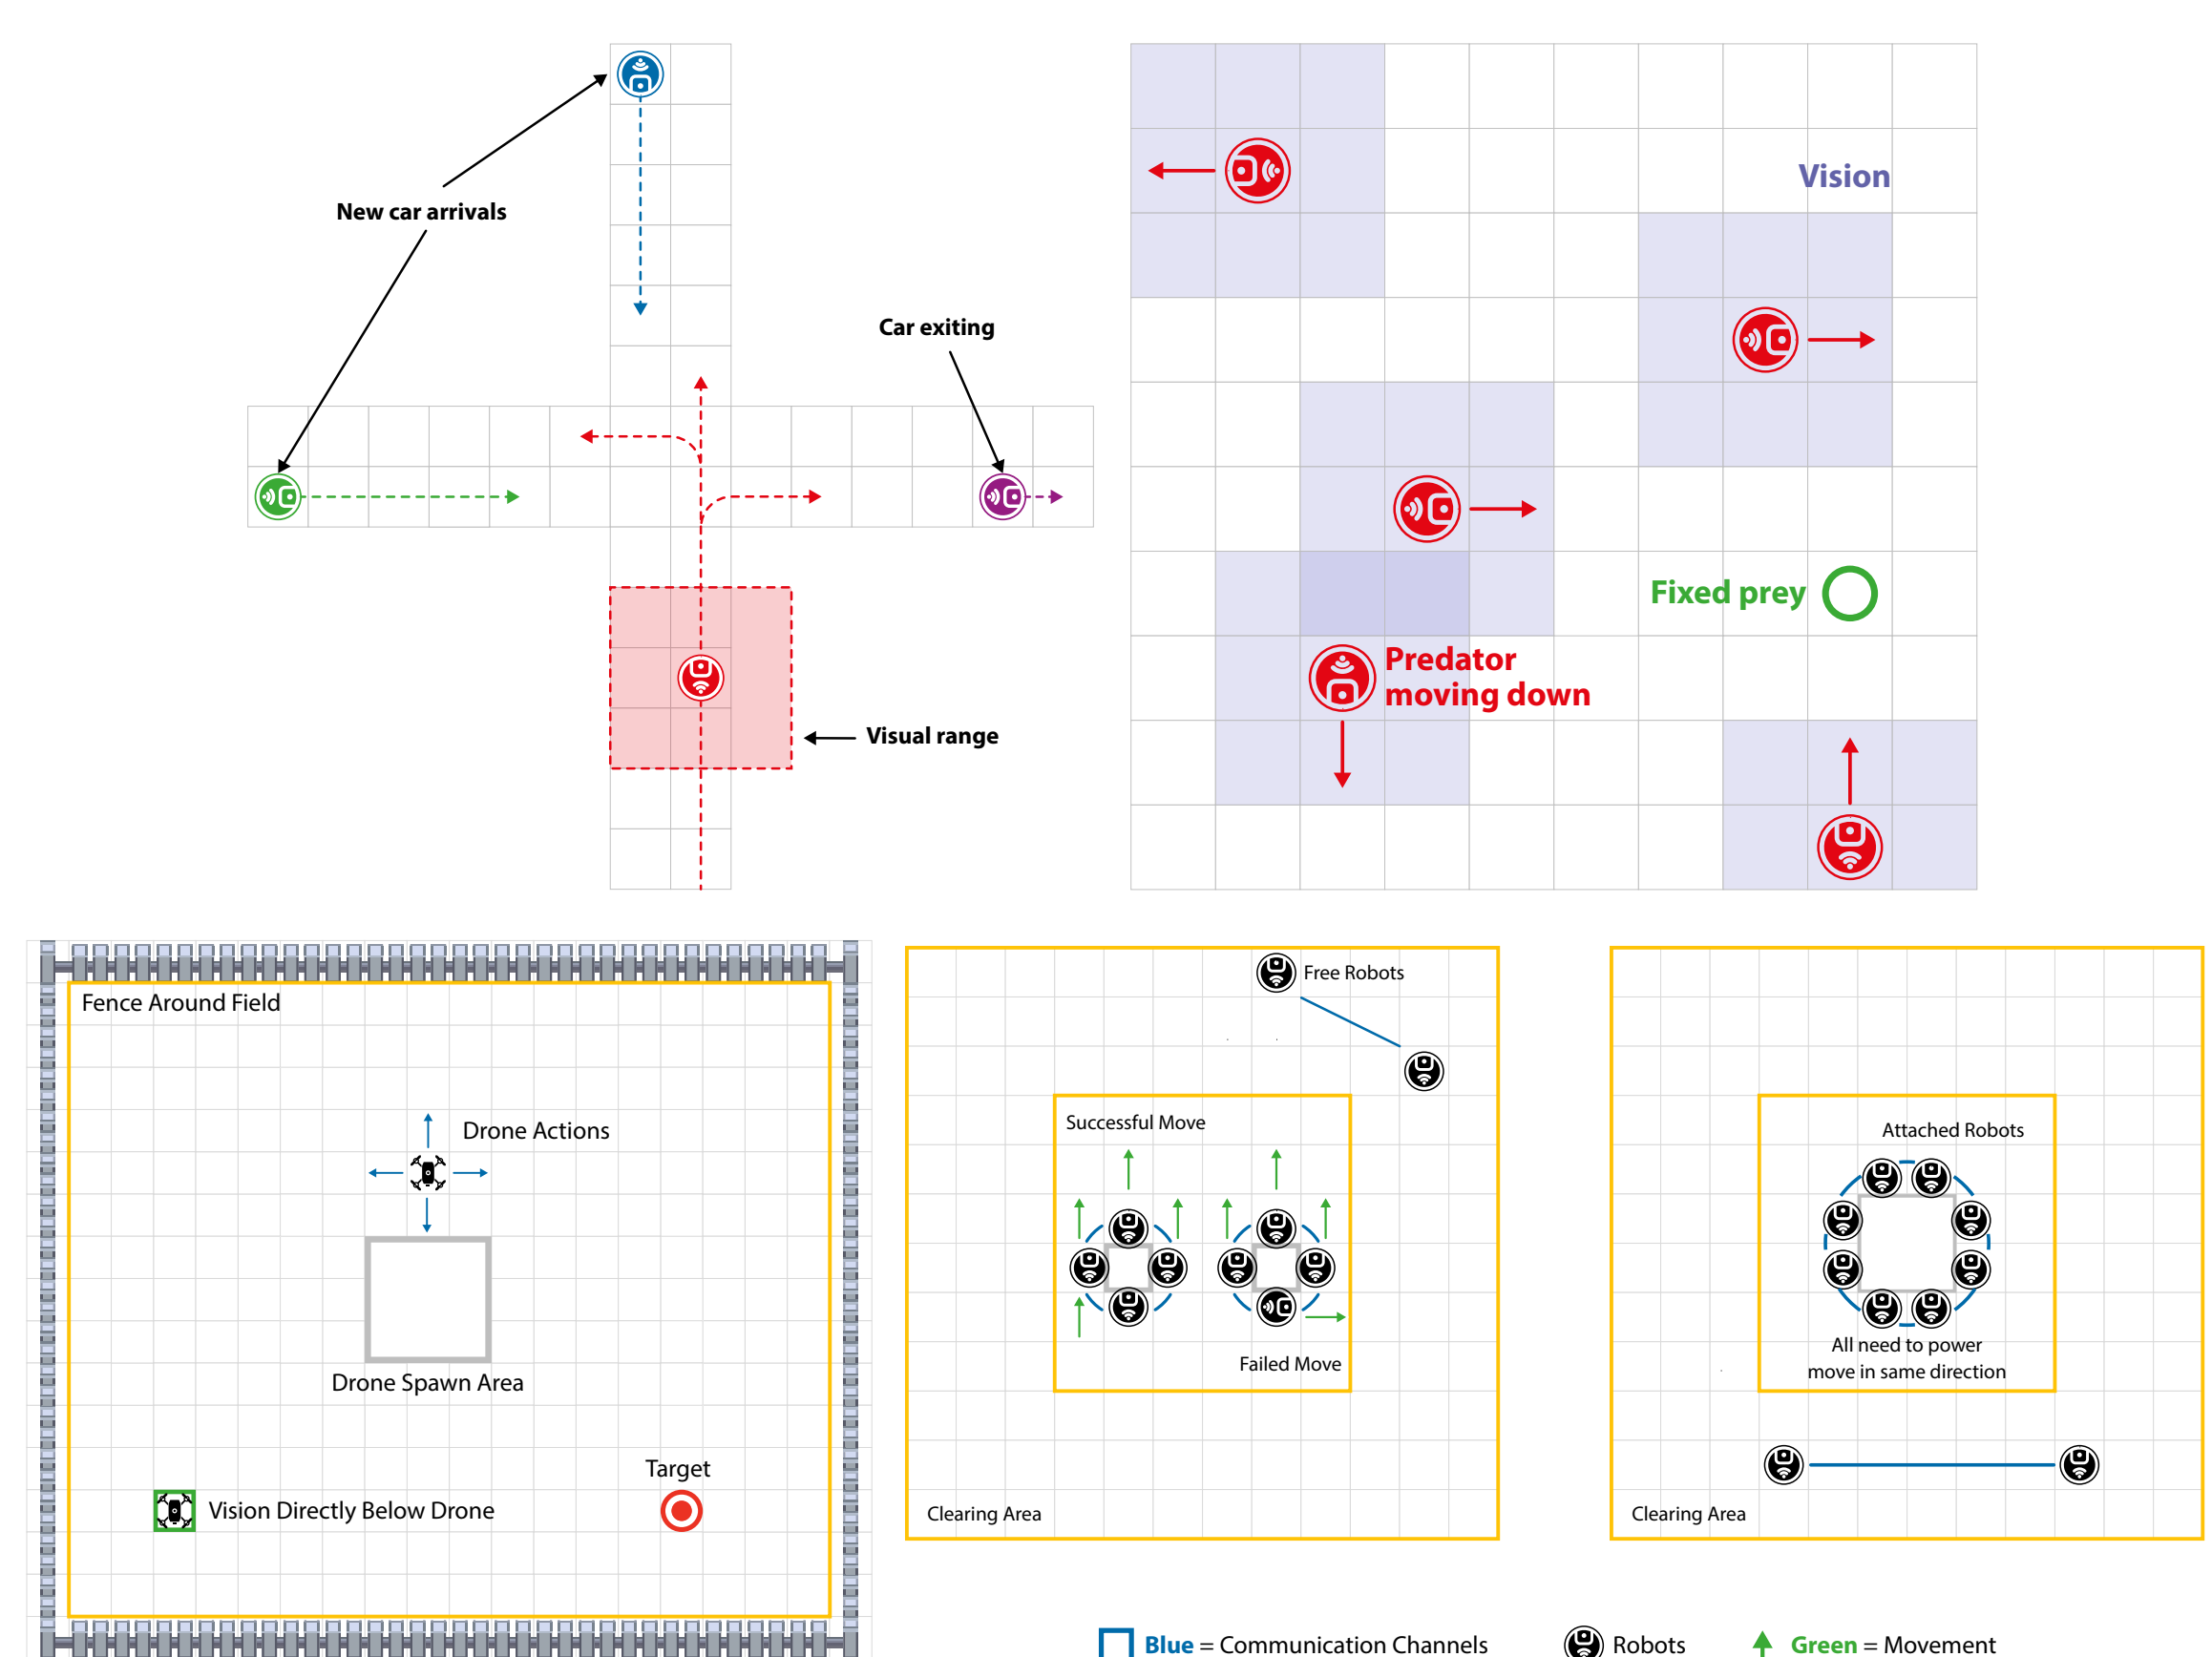 New car arrivals
Car exiting
Visual range
Vision
Fixed prey
Predator
moving down
Fence Around Field
Drone Actions
Drone Spawn Area
Target
Vision Directly Below Drone
Free Robots
Successful Move
Failed Move
Clearing Area
Attached Robots
All need to power
move in same direction
Clearing Area
Blue = Communication Channels
Robots
Green = Movement